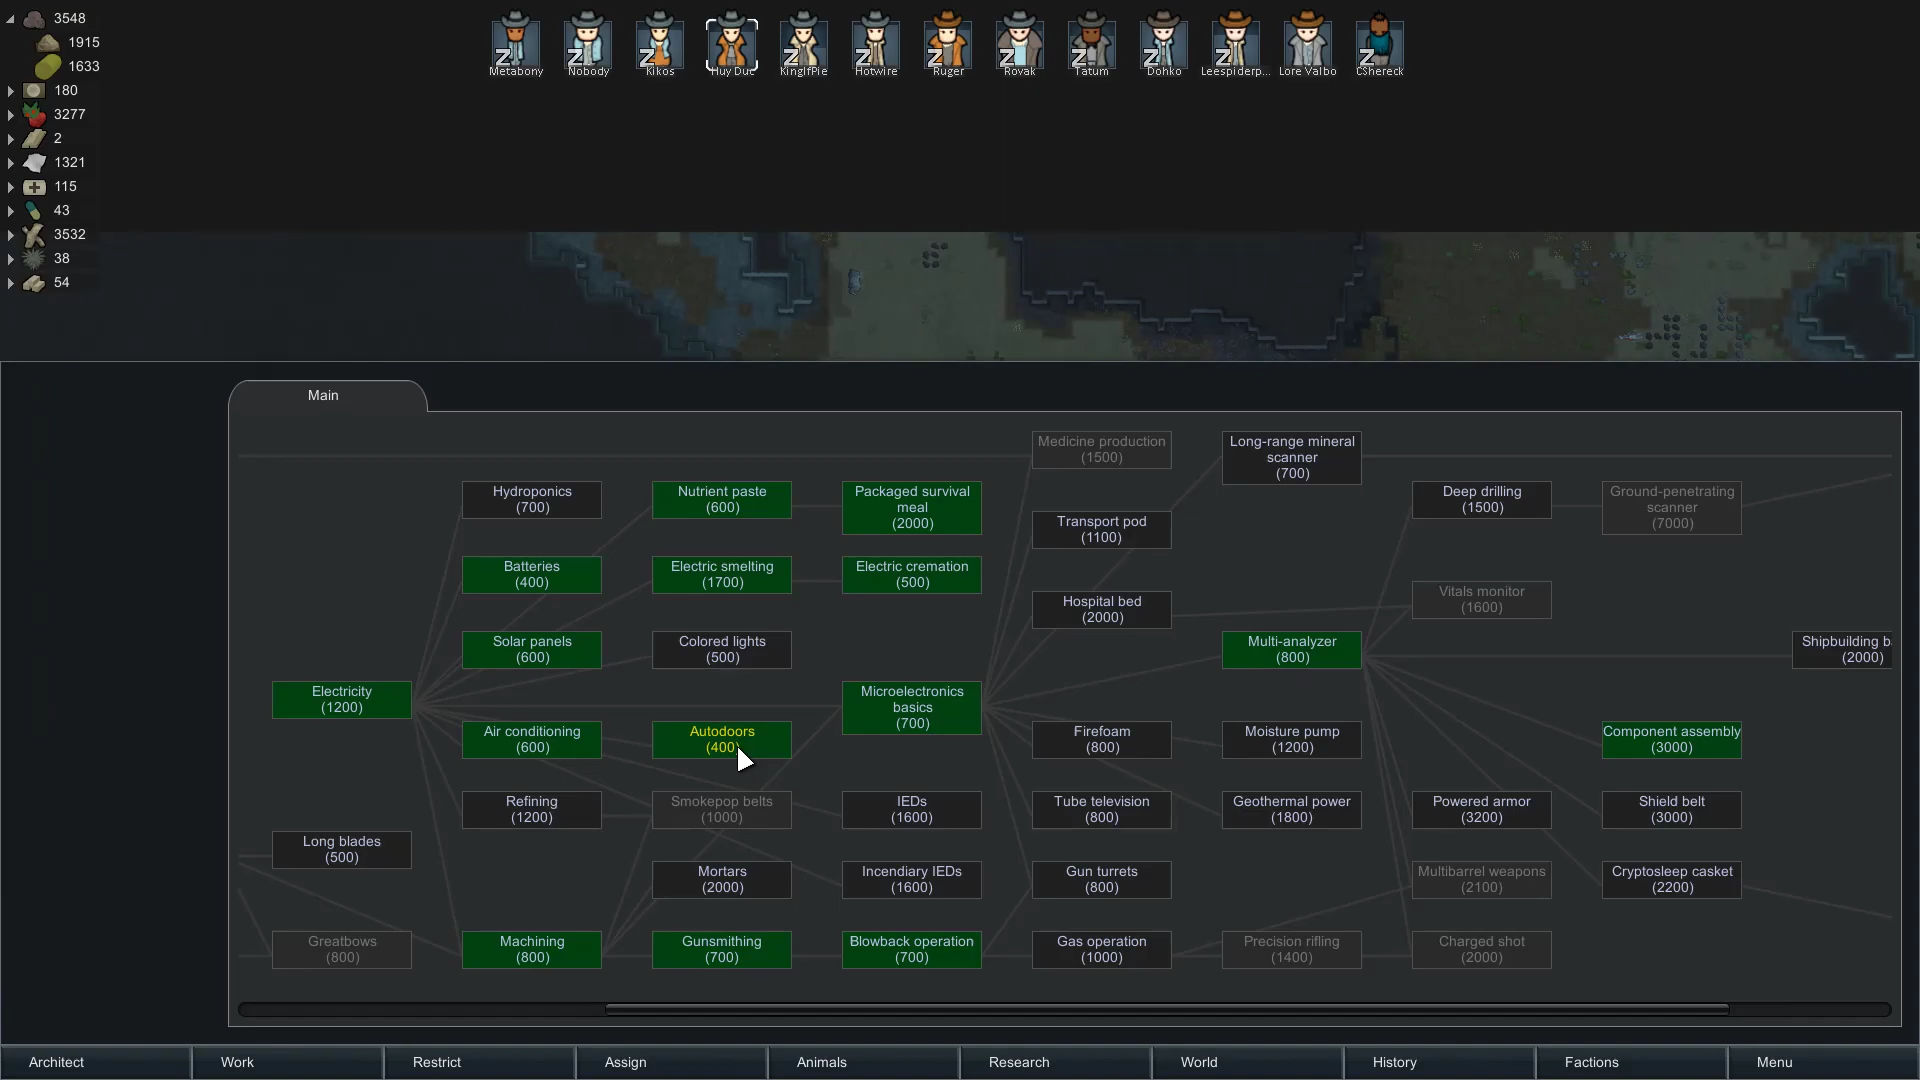 3548
1915
1633
180
3277
2
1321
115
43
3532
38
54
Metabony
Nobody
Kikos
Huy Duc
KingIfPie
Hotwire
Ruger
Rovak
Tatum
Dohko
Leespiderp...
Lore Valbo
CShereck
Main
Medicine production
(1500)
Long-range mineral
scanner
(700)
Hydroponics
(700)
Nutrient paste
(600)
Packaged survival
meal
(2000)
Deep drilling
(1500)
Ground-penetrating
scanner
(7000)
Transport pod
(1100)
Batteries
(400)
Electric smelting
(1700)
Electric cremation
(500)
Vitals monitor
(1600)
Hospital bed
(2000)
Solar panels
(600)
Colored lights
(500)
Multi-analyzer
(800)
Shipbuilding b
(2000)
Electricity
(1200)
Microelectronics
basics
(700)
Air conditioning
(600)
Autodoors
(400)
Firefoam
(800)
Moisture pump
(1200)
Component assembly
(3000)
Refining
(1200)
Smokepop belts
(1000)
IEDs
(1600)
Tube television
(800)
Geothermal power
(1800)
Powered armor
(3200)
Shield belt
(3000)
Long blades
(500)
Mortars
(2000)
Incendiary IEDs
(1600)
Gun turrets
(800)
Multibarrel weapons
(2100)
Cryptosleep casket
(2200)
Greatbows
(800)
Machining
(800)
Gunsmithing
(700)
Blowback operation
(700)
Gas operation
(1000)
Precision rifling
(1400)
Charged shot
(2000)
Architect
Work
Restrict
Assign
Animals
Research
World
History
Factions
Menu